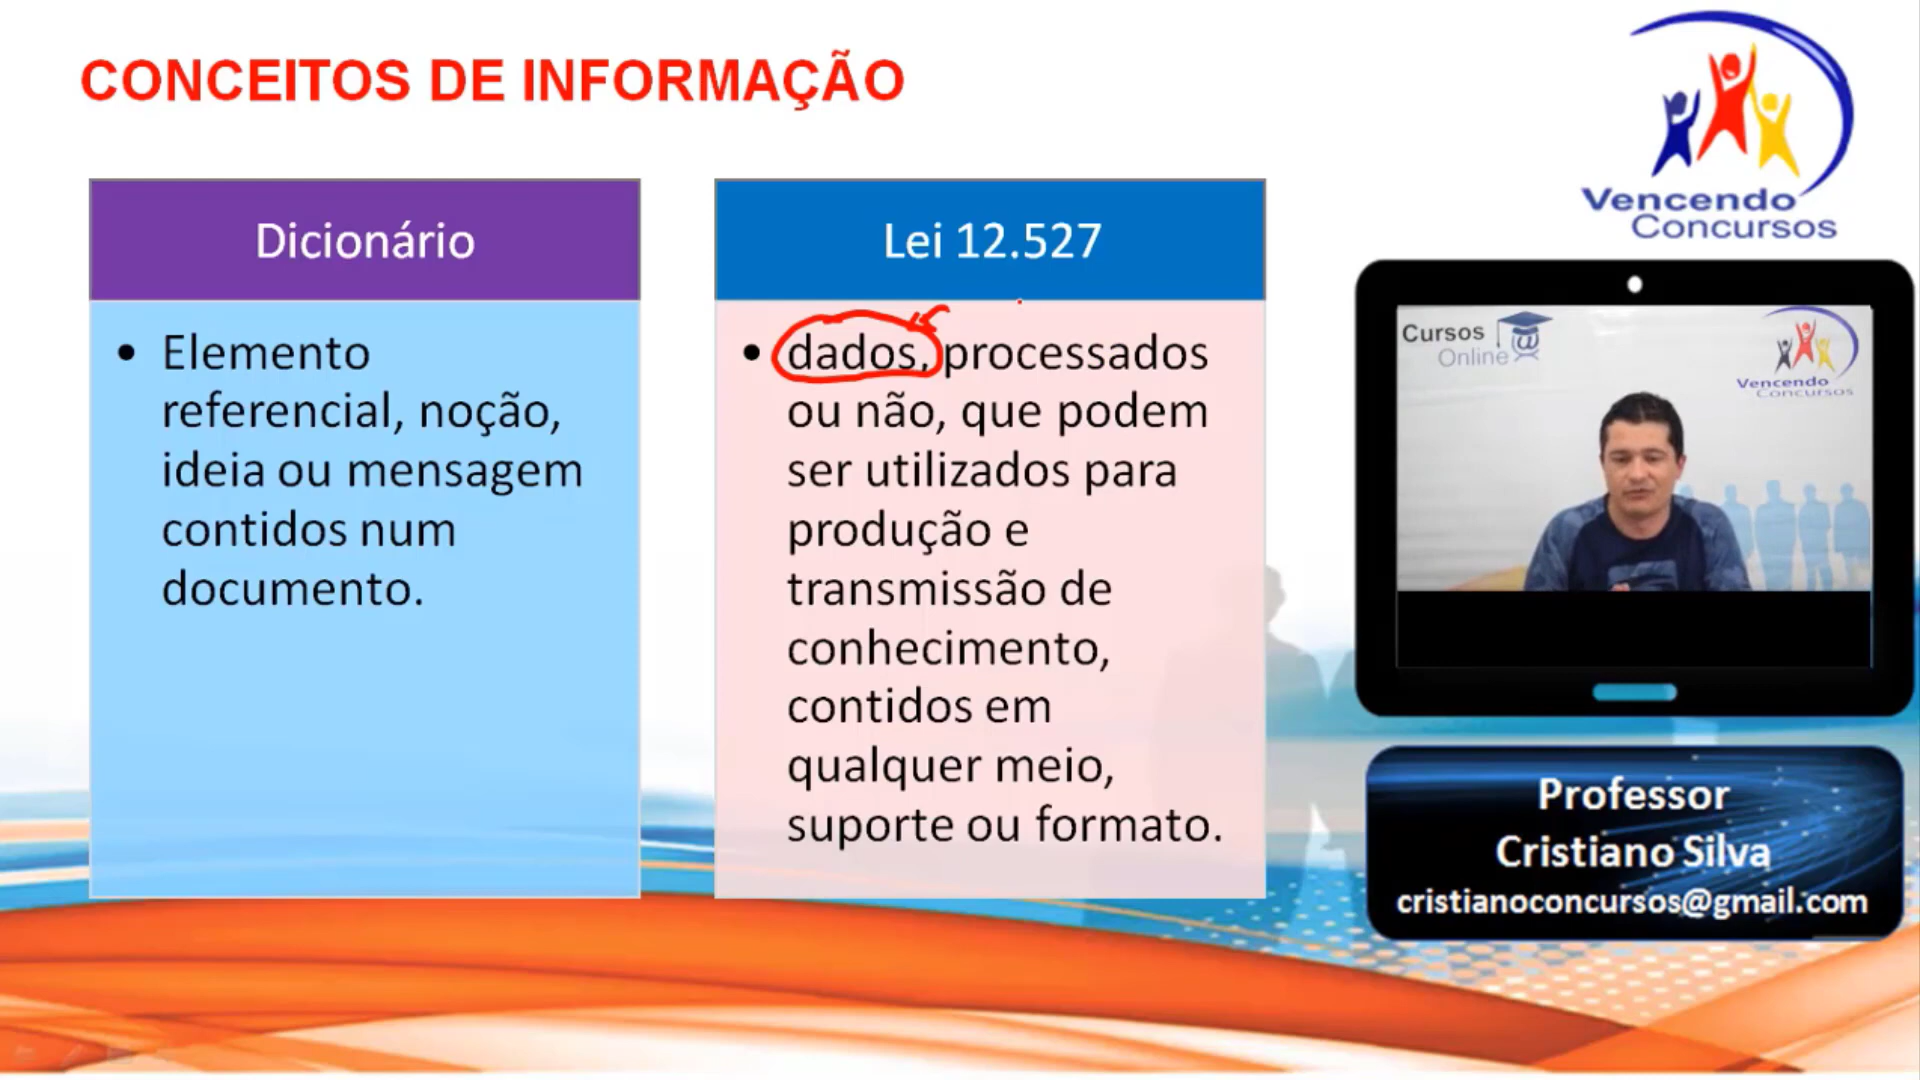 CONCEITOS DE INFORMAÇÃO
Dicionário
• Elemento
referencial, noção,
ideia ou mensagem
contidos num
documento.
Lei 12.527
• dados, processados
ou não, que podem
ser utilizados para
produção e
transmissão de
conhecimento,
contidos em
qualquer meio,
suporte ou formato.
Vencendo
Concursos
Cursos
Online
Vencendo
Concursos
Professor
Cristiano Silva
cristianoconcursos@gmail.com